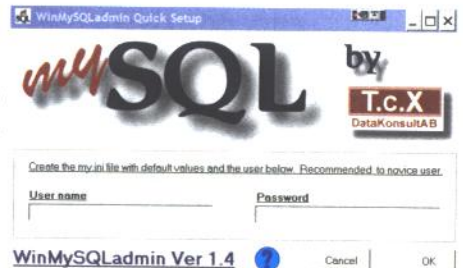 WinMySQLadmin Quick Setup
mySQL
by
T.c.X
DataKonsultAB
Create the my.ini file with default values and the user below. Recommended to novice user.
User name
Password
WinMySQLadmin Ver 1.4
?
Cancel
OK